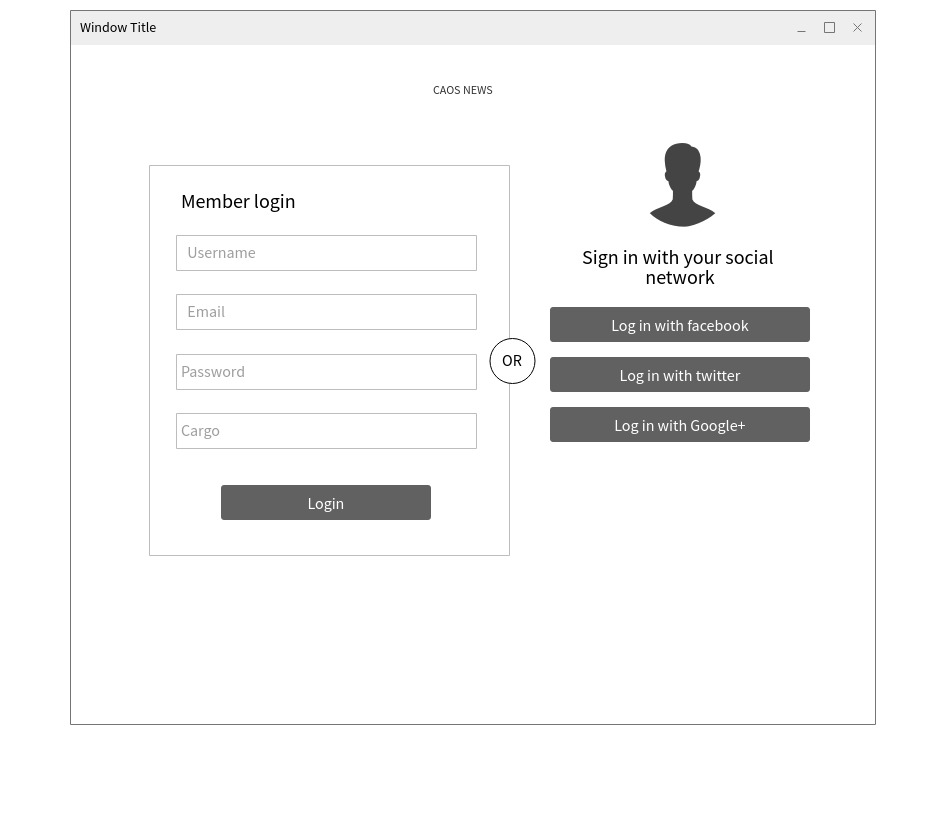 Window Title
CAOS NEWS
Member login
Username
Email
Password
Cargo
Login
OR
Sign in with your social
network
Log in with facebook
Log in with twitter
Log in with Google+